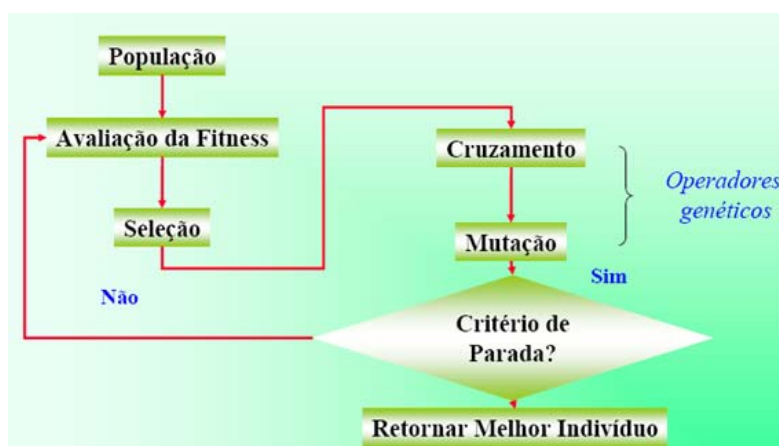 População
Avaliação da Fitness
Seleção
Cruzamento
Mutação
Operadores
genéticos
Não
Sim
Critério de
Parada?
Retornar Melhor Indivíduo